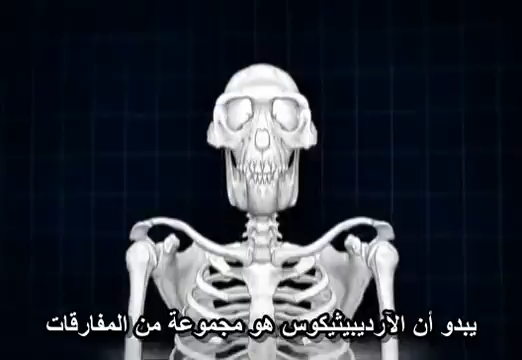 يبدو أن الآرديبيثيكوس هو مجموعة من المفارقات